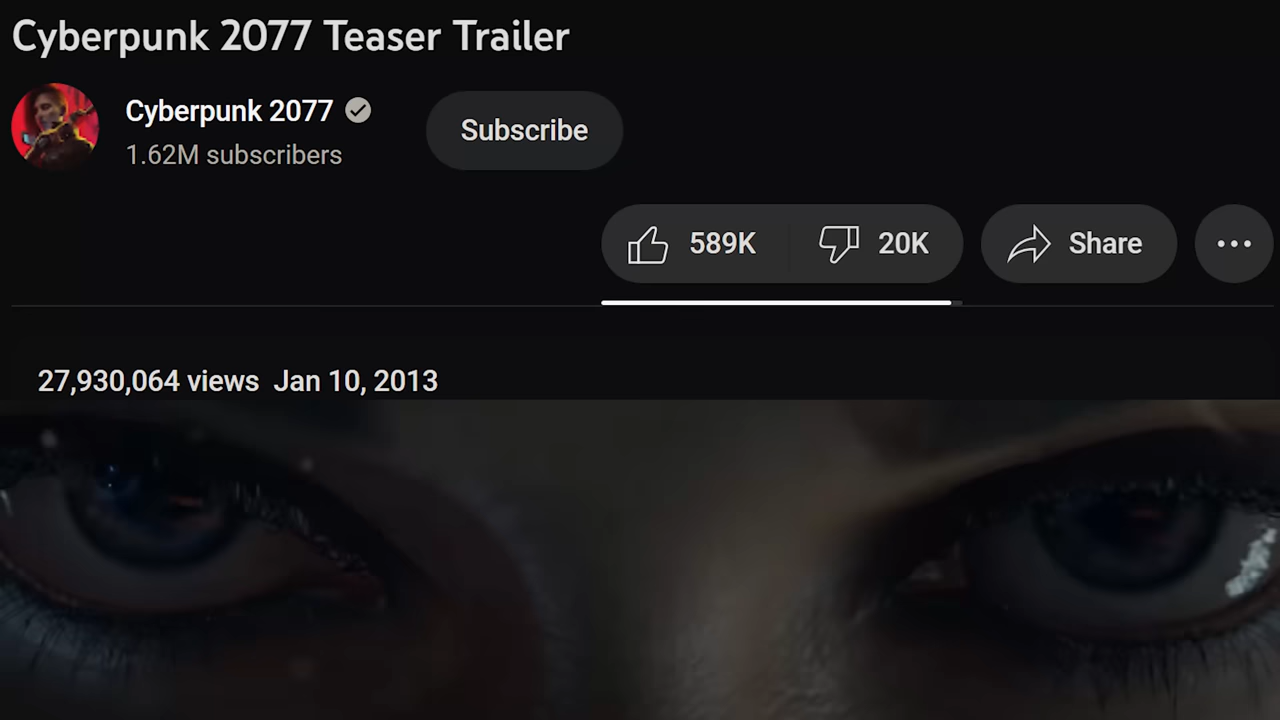 Cyberpunk 2077 Teaser Trailer
Cyberpunk 2077
1.62M subscribers
Subscribe
589K
20K
Share
27,930,064 views Jan 10, 2013